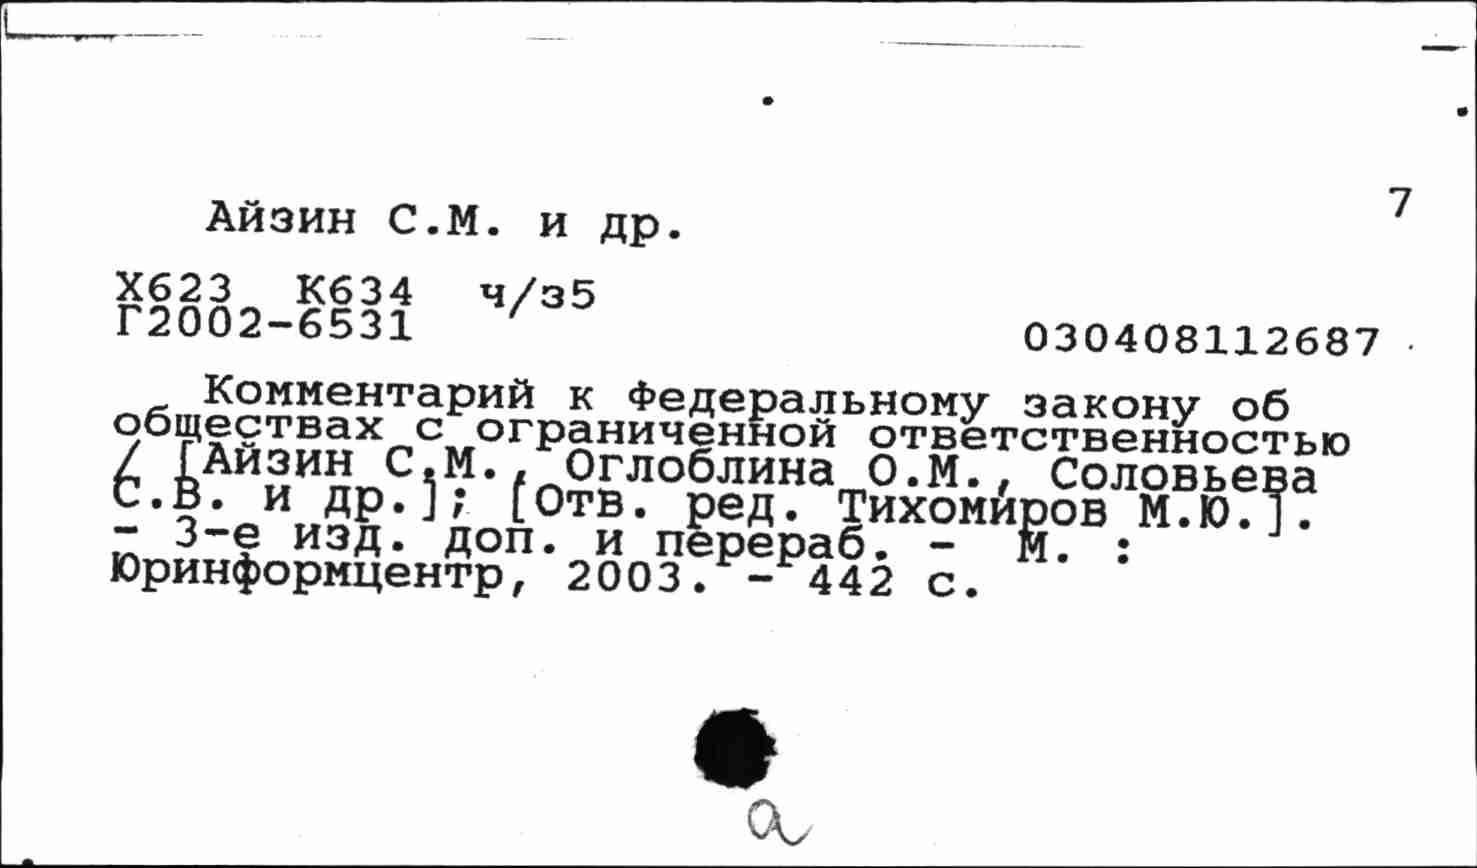 7
Айзин С.М. и др.
Х623 К634 ч/з5
Г2002-6531
030408112687
Комментарий к Федеральному закону об
обществах с ограниченной ответственностью
/ [Айзин С.М., Оглоблина О.М., Соловьева
С.В. и др.]; [Отв. ред. Тихомиров М.Ю.].
- 3-е изд. доп. и перераб. - М. :
Юринформцентр, 2003. - 442 с.
а